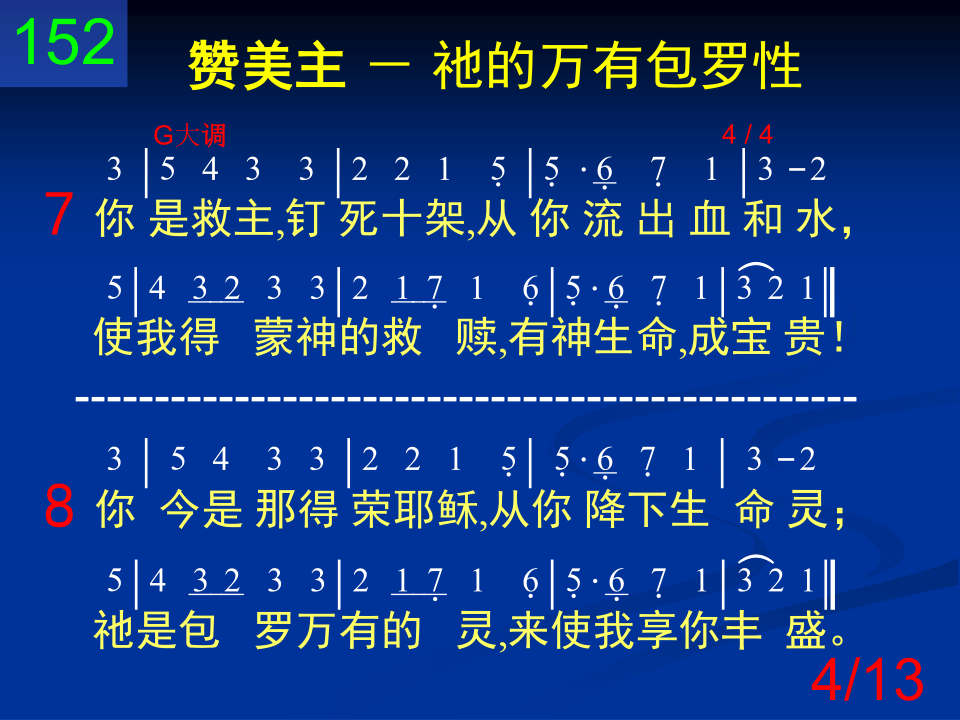 152
赞美主 － 祂的万有包罗性
G大调 4 / 4
3 | 5 4 3 3 | 2 2 1 5̣ | 5̣ · 6̣ 7̣ 1 | 3 − 2
7 你 是救主,钉 死十架,从 你 流 出 血 和 水，
5 | 4 3 2 3 3 | 2 1 7̣ 1 6̣ | 5̣ · 6̣ 7̣ 1 | 3 2 1 ‖
使我得 蒙神的救 赎,有神生命,成宝 贵！
-------------------------------------------------
3 | 5 4 3 3 | 2 2 1 5̣ | 5̣ · 6̣ 7̣ 1 | 3 − 2
8 你 今是 那得 荣耶稣,从你 降下生 命 灵；
5 | 4 3 2 3 3 | 2 1 7̣ 1 6̣ | 5̣ · 6̣ 7̣ 1 | 3 2 1 ‖
祂是包 罗万有的 灵,来使我享你丰 盛。
4/13